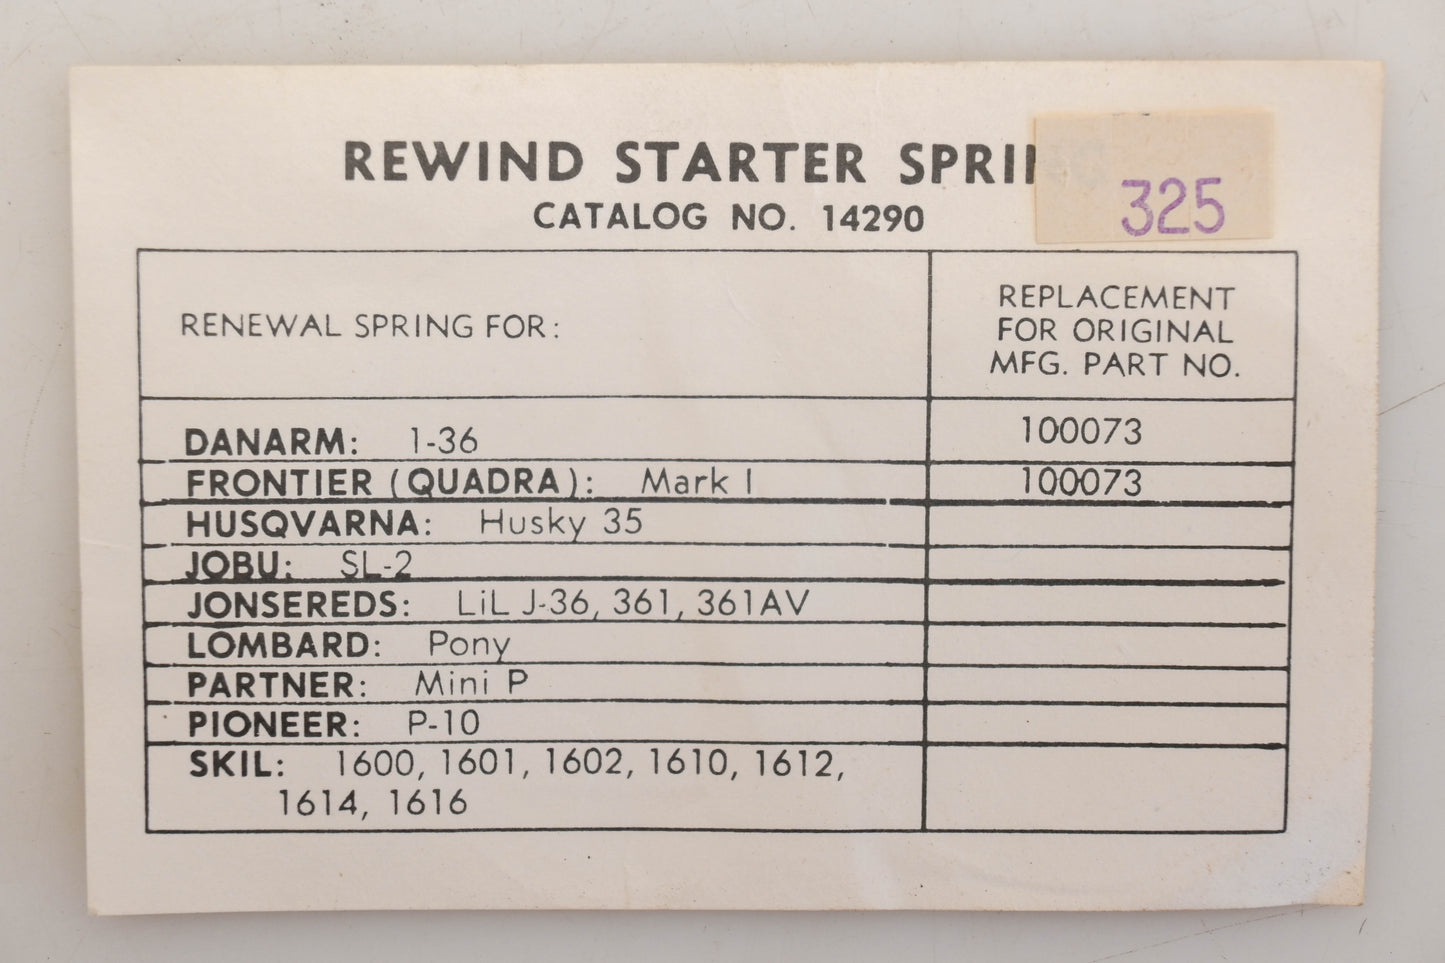 REWIND STARTER SPRIN
325
CATALOG NO. 14290
RENEWAL SPRING FOR:
REPLACEMENT
FOR ORIGINAL
MFG. PART NO.
DANARM: 1-36 100073
FRONTIER (QUADRA): Mark I 100073
HUSQVARNA: Husky 35
JOBU: SL-2
JONSEREDS: LiL J-36, 361, 361AV
LOMBARD: Pony
PARTNER: Mini P
PIONEER: P-10
SKIL: 1600, 1601, 1602, 1610, 1612,
1614, 1616